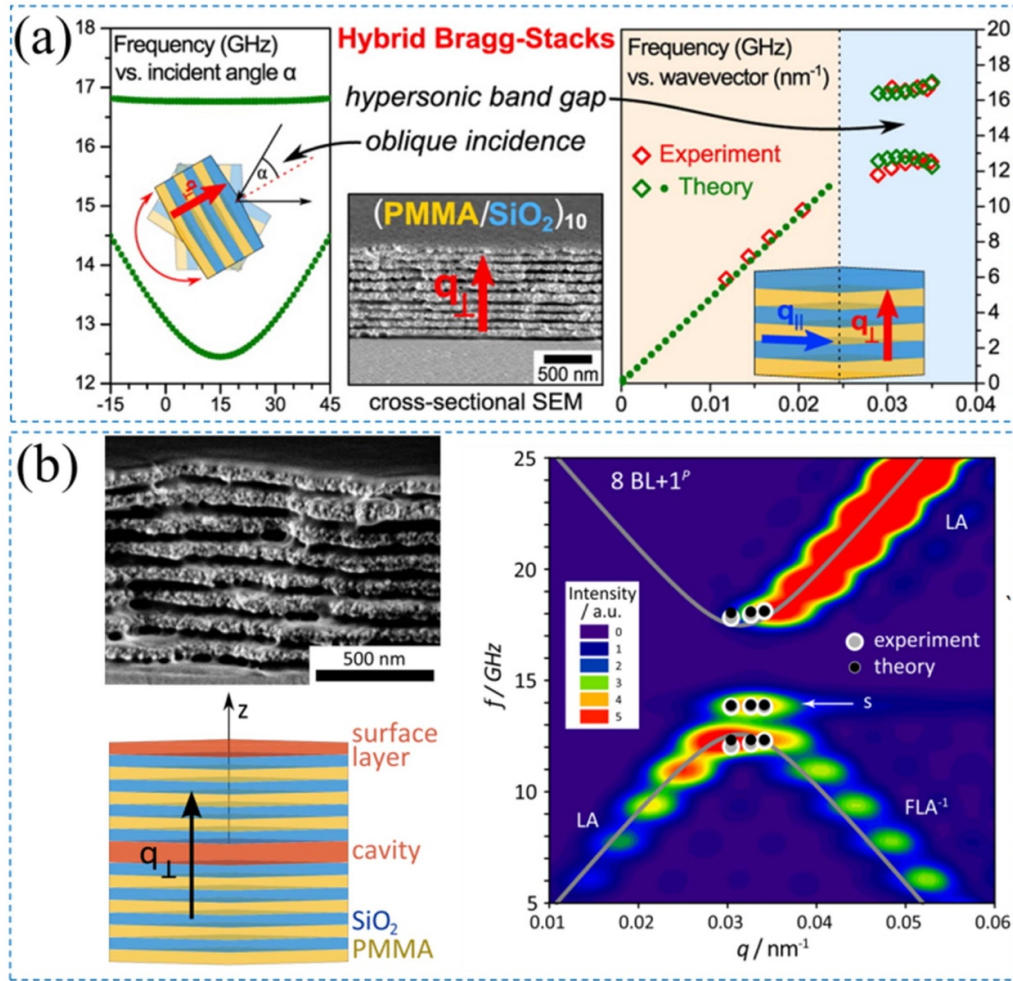 (a)
Frequency (GHz)
vs. incident angle α
18
17
16
15
14
13
12
-15
0
15
30
45
α
q⊥
Hybrid Bragg-Stacks
hypersonic band gap
oblique incidence
(PMMA/SiO2)10
q⊥
500 nm
cross-sectional SEM
Frequency (GHz)
vs. wavevector (nm-1)
Experiment
Theory
q||
q⊥
20
18
16
14
12
10
8
6
4
2
0
0
0.01
0.02
0.03
0.04
(b)
500 nm
z
surface
layer
q⊥
cavity
SiO2
PMMA
8 BL+1P
LA
Intensity
/ a.u.
0
1
2
3
4
5
experiment
theory
s
LA
FLA-1
f / GHz
25
20
15
10
5
0.01
0.02
0.03
0.04
0.05
0.06
q / nm-1